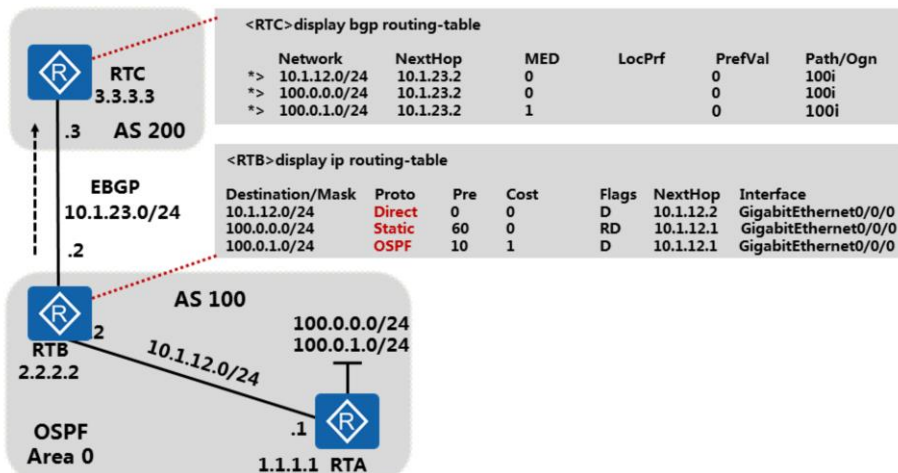 <RTC>display bgp routing-table
Network NextHop MED LocPrf PrefVal Path/Ogn
*> 10.1.12.0/24 10.1.23.2 0 0 100i
*> 100.0.0.0/24 10.1.23.2 0 0 100i
*> 100.0.1.0/24 10.1.23.2 1 0 100i
R
RTC
3.3.3.3
.3 AS 200
<RTB>display ip routing-table
Destination/Mask Proto Pre Cost Flags NextHop Interface
10.1.12.0/24 Direct 0 0 D 10.1.12.2 GigabitEthernet0/0/0
100.0.0.0/24 Static 60 0 RD 10.1.12.1 GigabitEthernet0/0/0
100.0.1.0/24 OSPF 10 1 D 10.1.12.1 GigabitEthernet0/0/0
EBGP
10.1.23.0/24
.2
AS 100
R
.2
RTB
2.2.2.2
10.1.12.0/24
100.0.0.0/24
100.0.1.0/24
R
.1
OSPF
Area 0
1.1.1.1 RTA